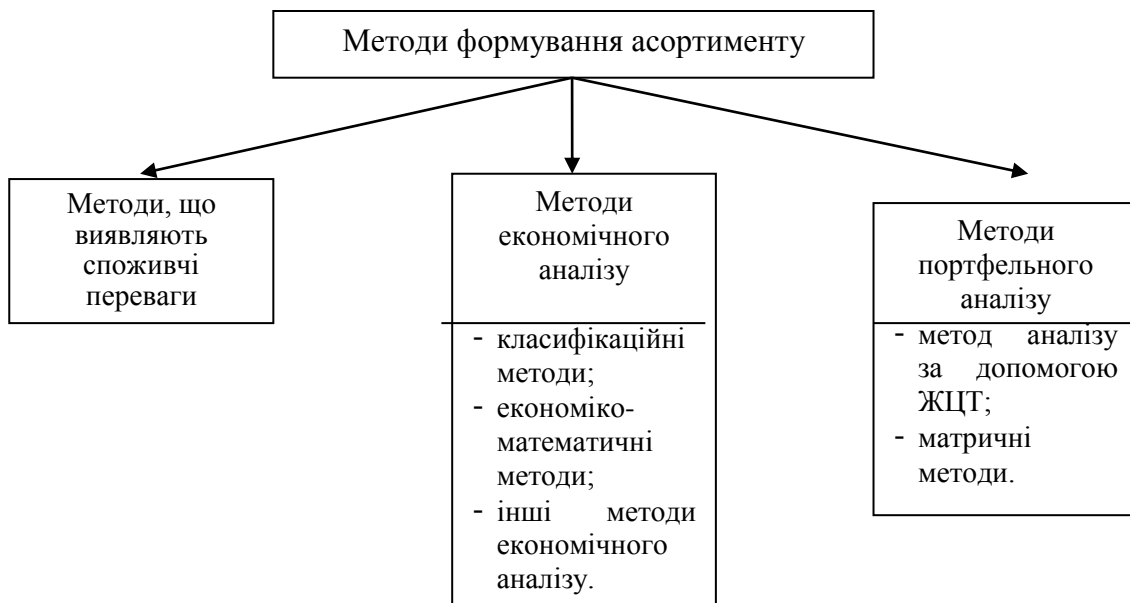 Методи формування асортименту
Методи, що
виявляють
споживчі
переваги
Методи
економічного
аналізу
- класифікаційні
методи;
- економіко-
математичні
методи;
- інші методи
економічного
аналізу.
Методи
портфельного
аналізу
- метод аналізу
за допомогою
ЖЦТ;
- матричні
методи.